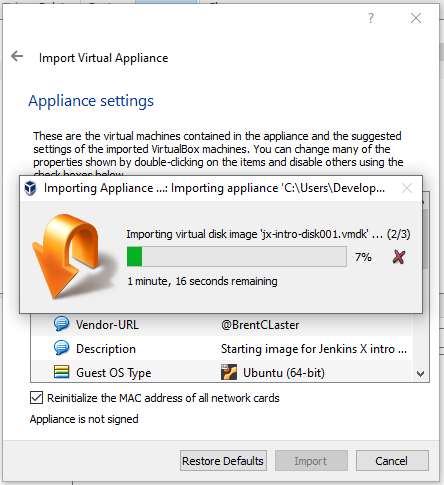 ?
Import Virtual Appliance
Appliance settings
These are the virtual machines contained in the appliance and the suggested
settings of the imported VirtualBox machines. You can change many of the
properties shown by double-clicking on the items and disable others using the
check boxes below.
Importing Appliance ...: Importing appliance 'C:\Users\Develop...
Importing virtual disk image 'jx-intro-disk001.vmdk' ... (2/3)
7%
1 minute, 16 seconds remaining
Vendor-URL @BrentCLaster
Description Starting image for Jenkins X intro ...
Guest OS Type Ubuntu (64-bit)
Reinitialize the MAC address of all network cards
Appliance is not signed
Restore Defaults Import Cancel